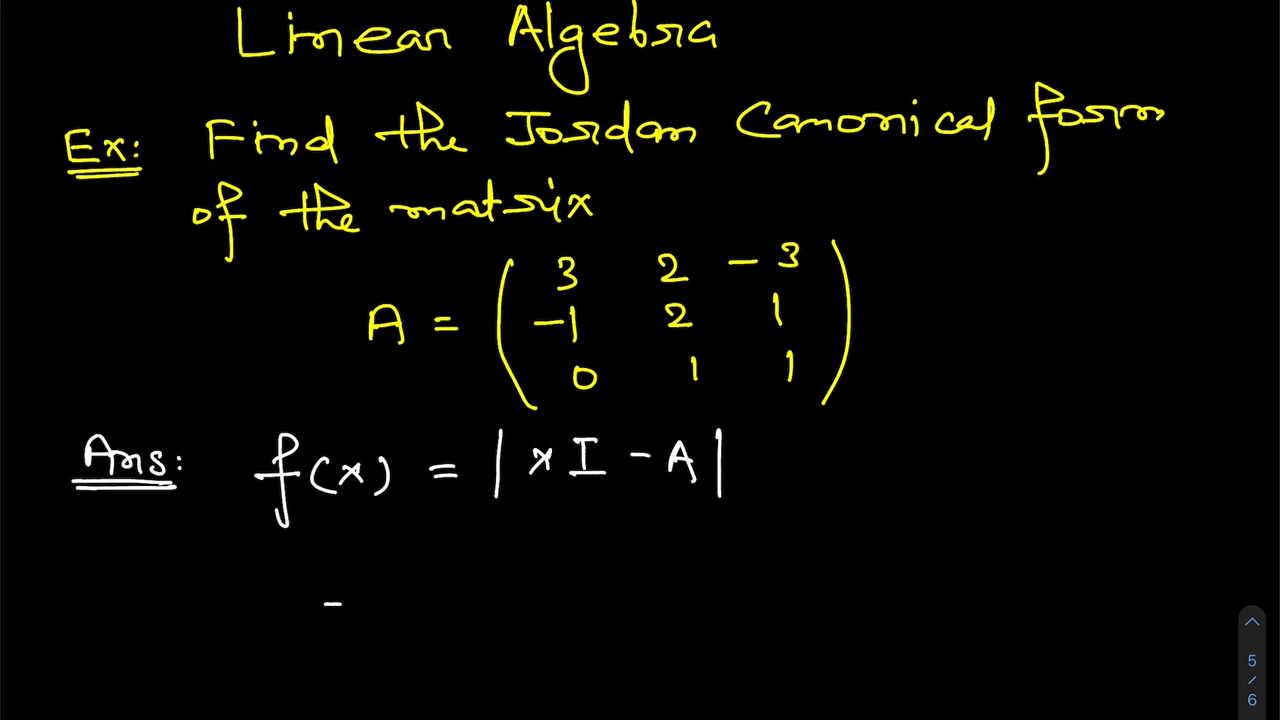 Linear Algebra
Ex: Find the Jordan Canonical form
of the matrix
3 2 -3
A = -1 2 1
0 1 1
Ans: f(x) = | x I - A |
-
5
/
6